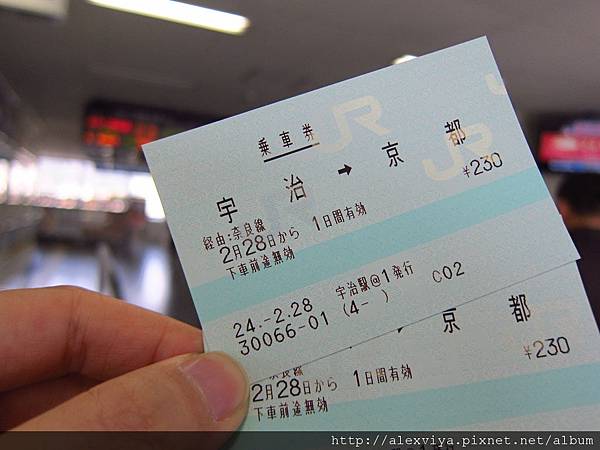 乗車券
宇治 → 京都
¥230
経由:奈良線
2月28日から 1日間有効
下車前途無効
24.-2.28 宇治駅@1発行
30066-01 (4- ) C02
JR
JR
京都
¥230
2月28日から 1日間有効
下車前途無効
http://alexviya.pixnet.net/album